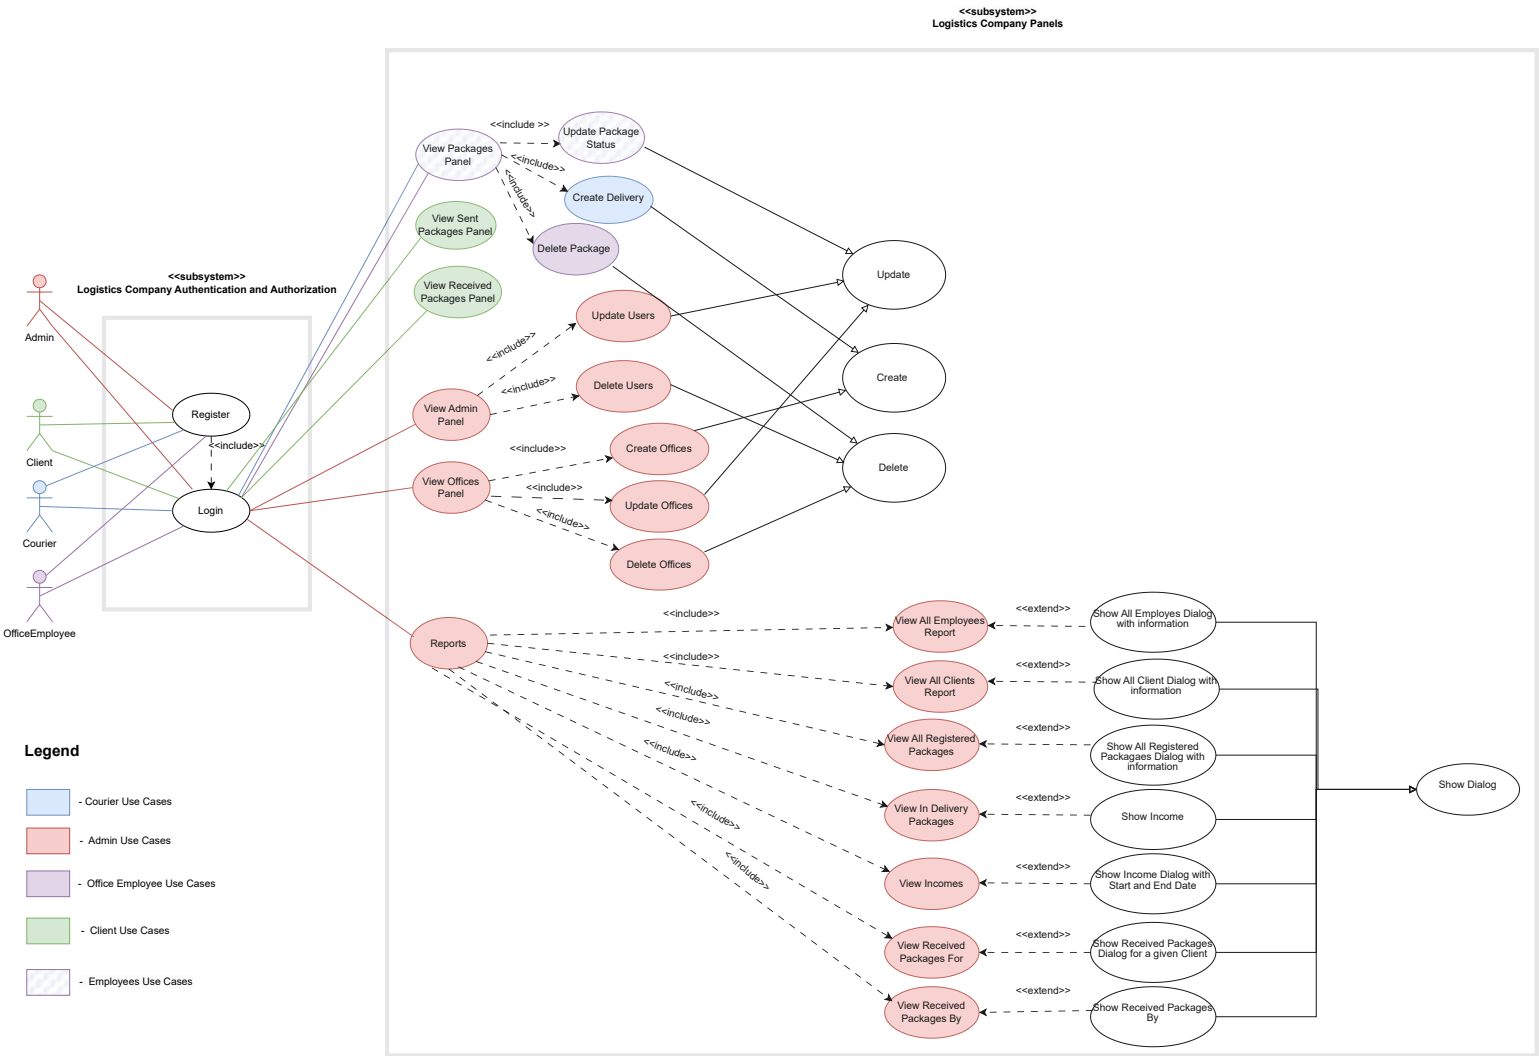 <<subsystem>>
Logistics Company Panels
<<include >>
Update Package
Status
View Packages
Panel
<<include>>
<<include>>
Create Delivery
View Sent
Packages Panel
Delete Package
<<subsystem>>
Logistics Company Authentication and Authorization
Update
View Received
Packages Panel
Admin
Update Users
<<include>>
Create
Delete Users
<<include>>
View Admin
Panel
Register
Client
<<include>>
<<include>>
Create Offices
Delete
View Offices
Panel
<<include>>
Update Offices
Login
<<include>>
Courier
Delete Offices
OfficeEmployee
<<include>>
View All Employees
Report
<<extend>>
Show All Employes Dialog
with information
Reports
<<include>>
View All Clients
Report
<<extend>>
Show All Client Dialog with
information
<<include>>
<<include>>
View All Registered
Packages
<<extend>>
Show All Registered
Packagaes Dialog with
information
<<include>>
Legend
Show Dialog
- Courier Use Cases
<<include>>
View In Delivery
Packages
<<extend>>
Show Income
- Admin Use Cases
<<include>>
View Incomes
<<extend>>
Show Income Dialog with
Start and End Date
- Office Employee Use Cases
- Client Use Cases
View Received
Packages For
<<extend>>
Show Received Packages
Dialog for a given Client
- Employees Use Cases
View Received
Packages By
<<extend>>
Show Received Packages
By